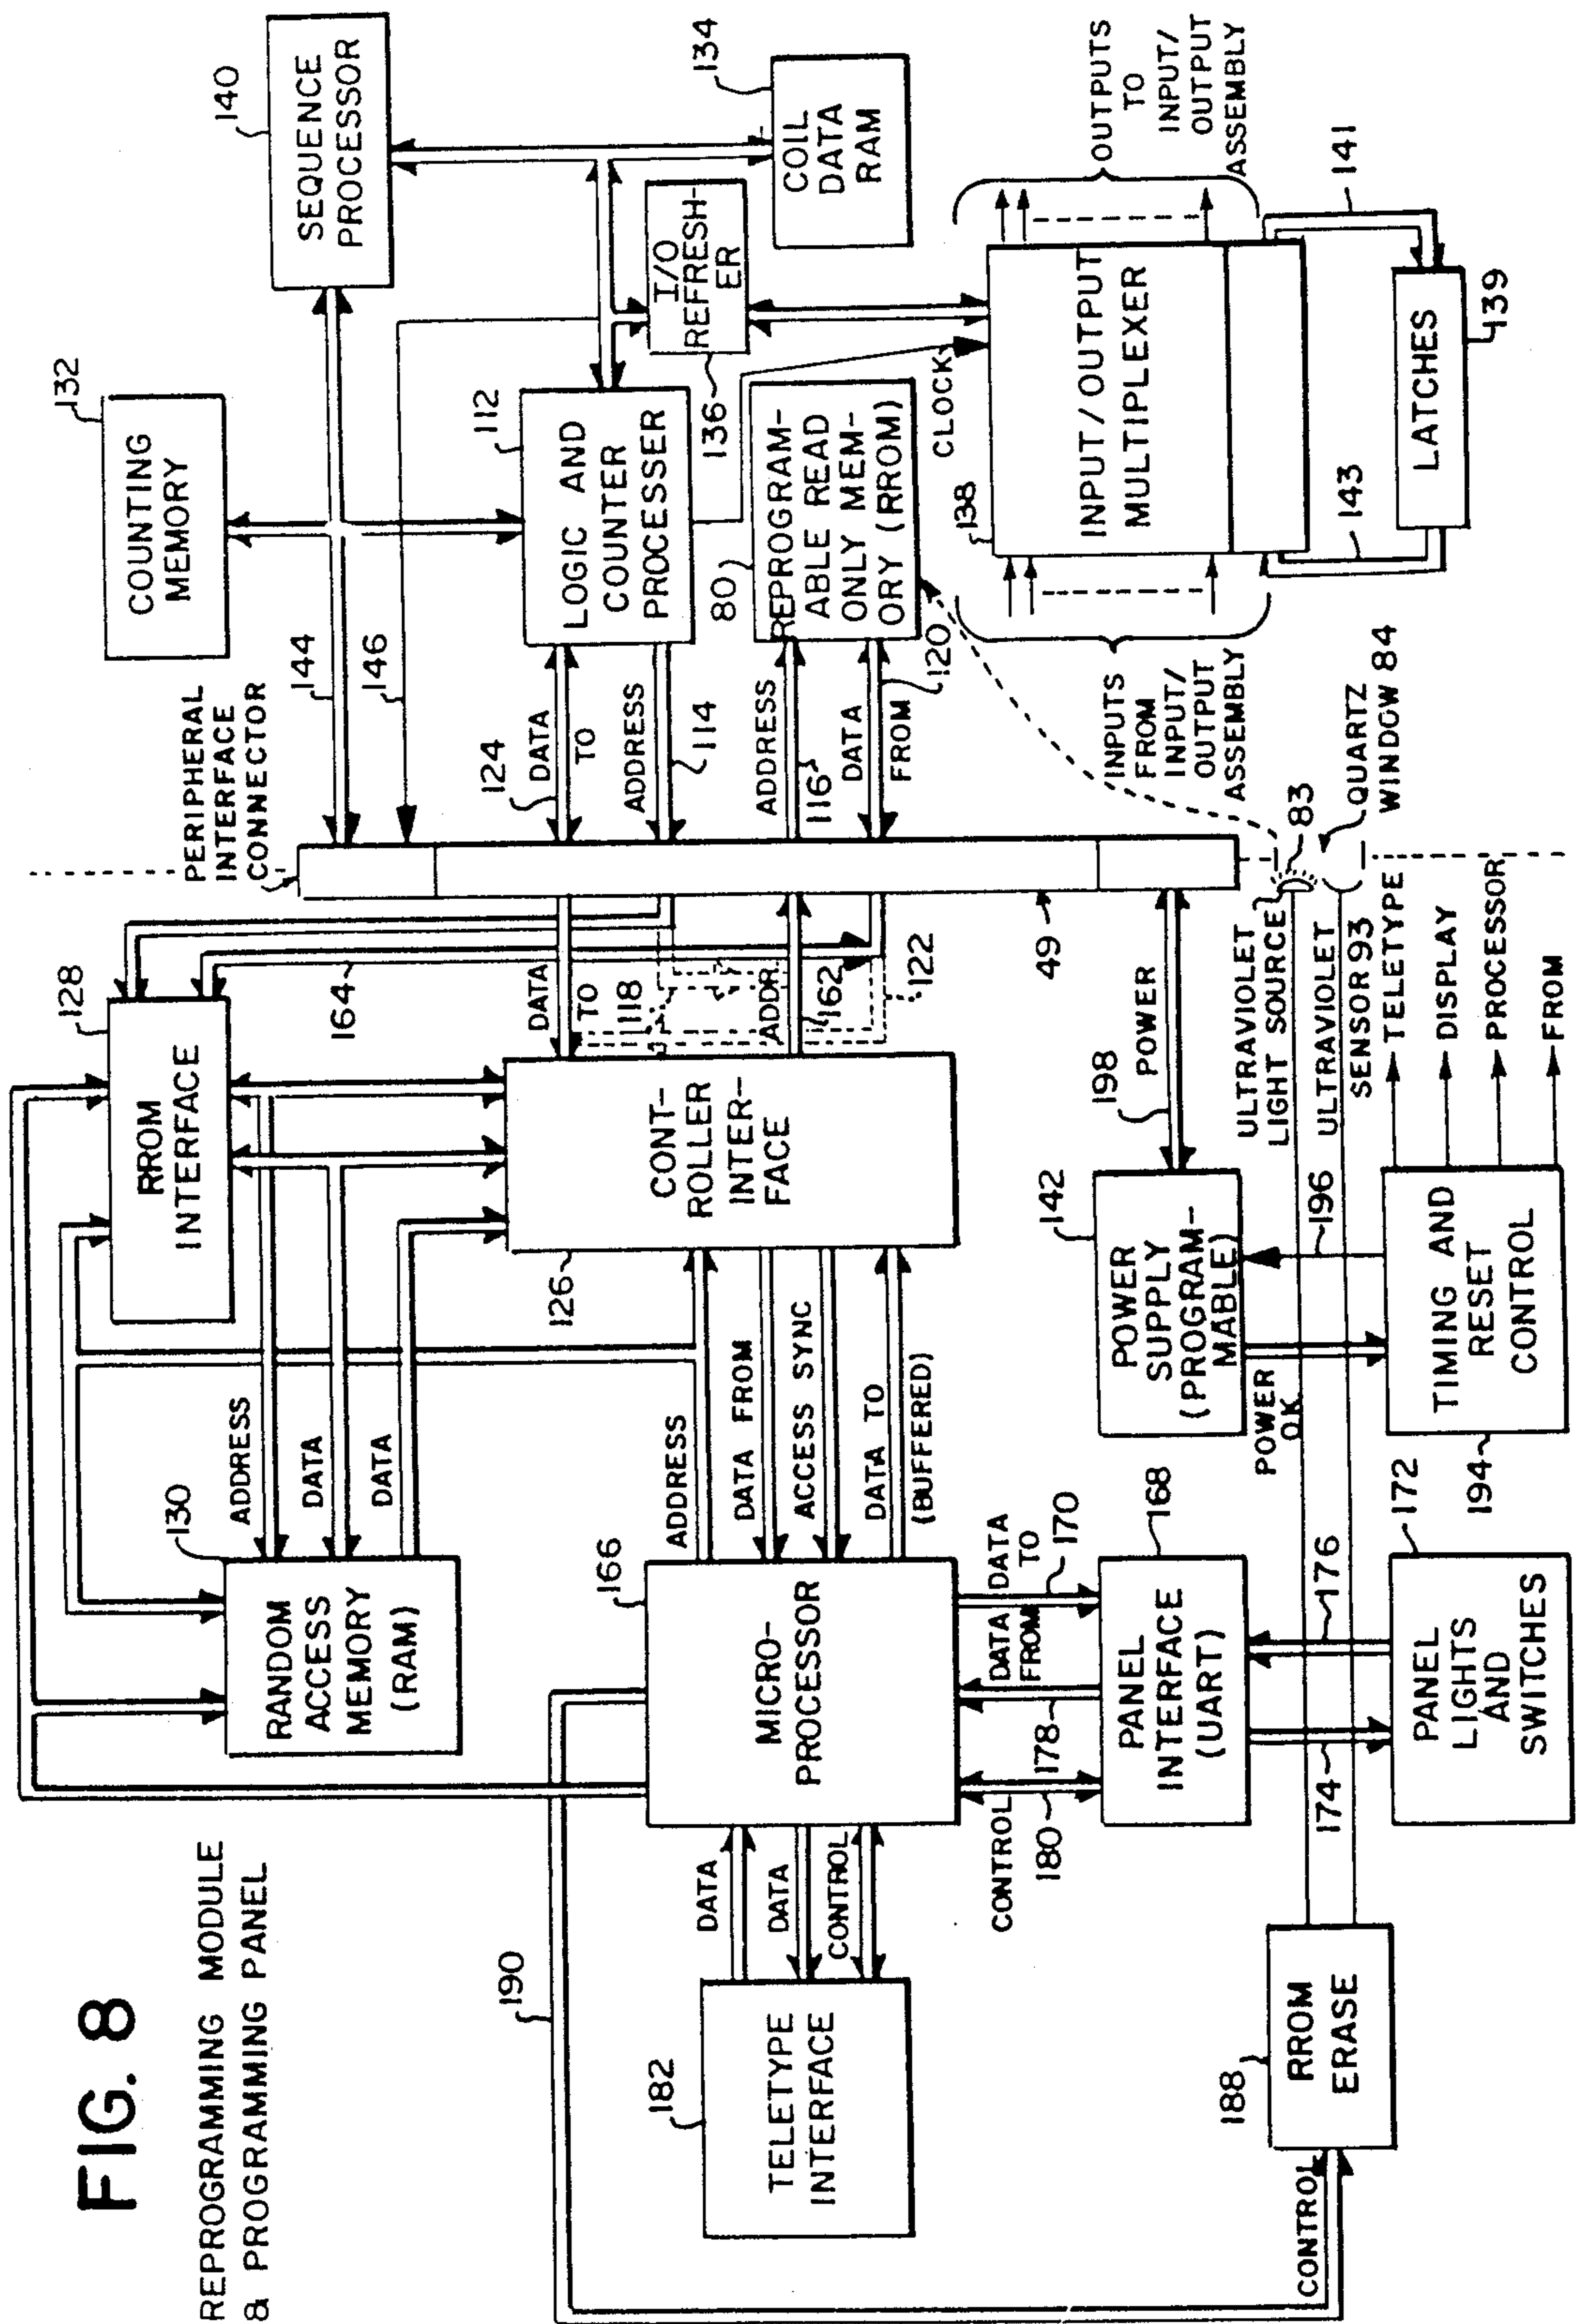 FIG. 8
REPROGRAMMING MODULE
& PROGRAMMING PANEL
190
182
TELETYPE
INTERFACE
DATA
DATA
CONTROL
188
RROM
ERASE
CONTROL
130
RANDOM
ACCESS
MEMORY
(RAM)
ADDRESS
DATA
DATA
166
MICRO-
PROCESSOR
ADDRESS
DATA FROM
ACCESS SYNC
DATA TO
(BUFFERED)
DATA TO
170
DATA
FROM
178
CONTROL
180
168
PANEL
INTERFACE
(UART)
174
176
172
PANEL
LIGHTS
AND
SWITCHES
128
RROM
INTERFACE
164
126
CONT-
ROLLER
INTER-
FACE
DATA
TO
118
ADDR.
162
122
142
POWER
SUPPLY
(PROGRAM-
MABLE)
198
POWER
POWER
OK
196
194
TIMING AND
RESET
CONTROL
TELETYPE
DISPLAY
PROCESSOR
FROM
ULTRAVIOLET
LIGHT SOURCE
ULTRAVIOLET
SENSOR 93
83
QUARTZ
WINDOW 84
49
PERIPHERAL
INTERFACE
CONNECTOR
144
146
124
DATA
TO
ADDRESS
114
ADDRESS
116
DATA
FROM
120
132
COUNTING
MEMORY
140
SEQUENCE
PROCESSOR
112
LOGIC AND
COUNTER
PROCESSER
136
I/O
REFRESH-
ER
134
COIL
DATA
RAM
80
REPROGRAM-
ABLE READ
ONLY MEM-
ORY (RROM)
CLOCK
138
INPUT/OUTPUT
MULTIPLEXER
INPUTS
FROM
INPUT/
OUTPUT
ASSEMBLY
OUTPUTS
TO
INPUT/
OUTPUT
ASSEMBLY
143
141
LATCHES
139